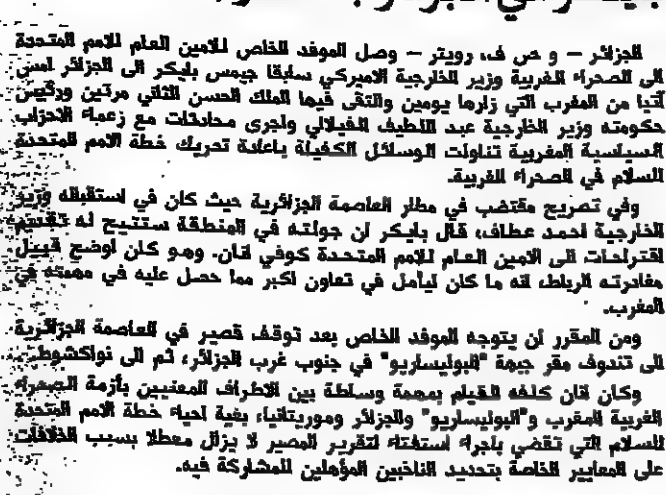 الجزائر – و ص ف، رويتر – وصل الموفد الخاص للامين العام للامم المتحدة
الى الصحراء الغربية وزير الخارجية الاميركي سابقا جيمس بايكر الى الجزائر امس
آتيا من المغرب التي زارها يومين والتقى فيها الملك الحسن الثاني مرتين ورئيس
حكومته وزير الخارجية عبد اللطيف الفيلالي واجرى محادثات مع زعماء الاحزاب
السياسية المغربية تناولت الوسائل الكفيلة باعادة تحريك خطة الامم المتحدة
للسلام في الصحراء الغربية.
وفي تصريح مقتضب في مطار العاصمة الجزائرية حيث كان في استقبله وزير
الخارجية احمد عطاف، قال بايكر ان جولته في المنطقة ستتيح له تقديم
اقتراحات الى الامين العام للامم المتحدة كوفي انان. وهو كان اوضح قبيل
مغادرته الرباط، انه ما كان ليأمل في تعاون اكبر مما حصل عليه في مهمته في
المغرب.
ومن المقرر ان يتوجه الموفد الخاص بعد توقف قصير في العاصمة الجزائرية
الى تندوف مقر جبهة "البوليساريو" في جنوب غرب الجزائر، ثم الى نواكشوط.
وكان انان كلفه القيام بمهمة وساطة بين الاطراف المعنيين بأزمة الصحراء
الغربية المغرب و"البوليساريو" والجزائر وموريتانيا، بغية احياء خطة الامم المتحدة
للسلام التي تقضي باجراء استفتاء لتقرير المصير لا يزال معطلا بسبب الخلافات
على المعايير الخاصة بتحديد الناخبين المؤهلين للمشاركة فيه.